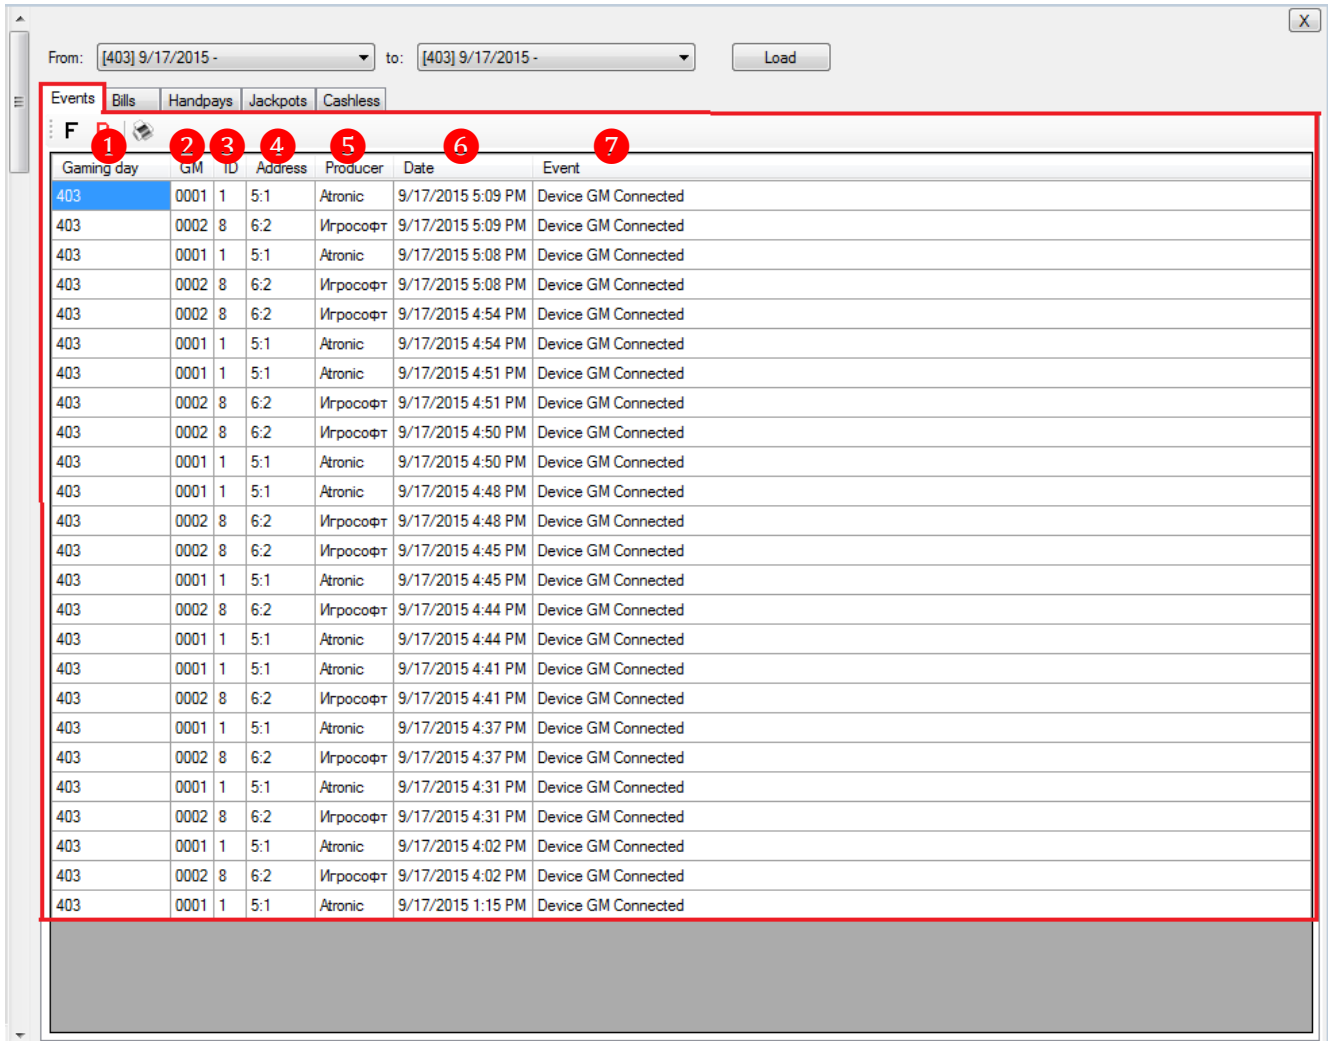 X
From: [403] 9/17/2015 - to: [403] 9/17/2015 - Load
Events Bills Handpays Jackpots Cashless
F
1 2 3 4 5 6 7
Gaming day GM ID Address Producer Date Event
403 0001 1 5:1 Atronic 9/17/2015 5:09 PM Device GM Connected
403 0002 8 6:2 Игрософт 9/17/2015 5:09 PM Device GM Connected
403 0001 1 5:1 Atronic 9/17/2015 5:08 PM Device GM Connected
403 0002 8 6:2 Игрософт 9/17/2015 5:08 PM Device GM Connected
403 0002 8 6:2 Игрософт 9/17/2015 4:54 PM Device GM Connected
403 0001 1 5:1 Atronic 9/17/2015 4:54 PM Device GM Connected
403 0001 1 5:1 Atronic 9/17/2015 4:51 PM Device GM Connected
403 0002 8 6:2 Игрософт 9/17/2015 4:51 PM Device GM Connected
403 0002 8 6:2 Игрософт 9/17/2015 4:50 PM Device GM Connected
403 0001 1 5:1 Atronic 9/17/2015 4:50 PM Device GM Connected
403 0001 1 5:1 Atronic 9/17/2015 4:48 PM Device GM Connected
403 0002 8 6:2 Игрософт 9/17/2015 4:48 PM Device GM Connected
403 0002 8 6:2 Игрософт 9/17/2015 4:45 PM Device GM Connected
403 0001 1 5:1 Atronic 9/17/2015 4:45 PM Device GM Connected
403 0002 8 6:2 Игрософт 9/17/2015 4:44 PM Device GM Connected
403 0001 1 5:1 Atronic 9/17/2015 4:44 PM Device GM Connected
403 0001 1 5:1 Atronic 9/17/2015 4:41 PM Device GM Connected
403 0002 8 6:2 Игрософт 9/17/2015 4:41 PM Device GM Connected
403 0001 1 5:1 Atronic 9/17/2015 4:37 PM Device GM Connected
403 0002 8 6:2 Игрософт 9/17/2015 4:37 PM Device GM Connected
403 0001 1 5:1 Atronic 9/17/2015 4:31 PM Device GM Connected
403 0002 8 6:2 Игрософт 9/17/2015 4:31 PM Device GM Connected
403 0001 1 5:1 Atronic 9/17/2015 4:02 PM Device GM Connected
403 0002 8 6:2 Игрософт 9/17/2015 4:02 PM Device GM Connected
403 0001 1 5:1 Atronic 9/17/2015 1:15 PM Device GM Connected